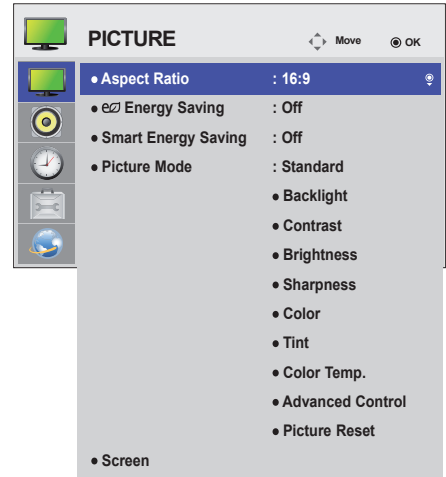 PICTURE Move OK
• Aspect Ratio : 16:9
• e Energy Saving : Off
• Smart Energy Saving : Off
• Picture Mode : Standard
• Backlight
• Contrast
• Brightness
• Sharpness
• Color
• Tint
• Color Temp.
• Advanced Control
• Picture Reset
• Screen